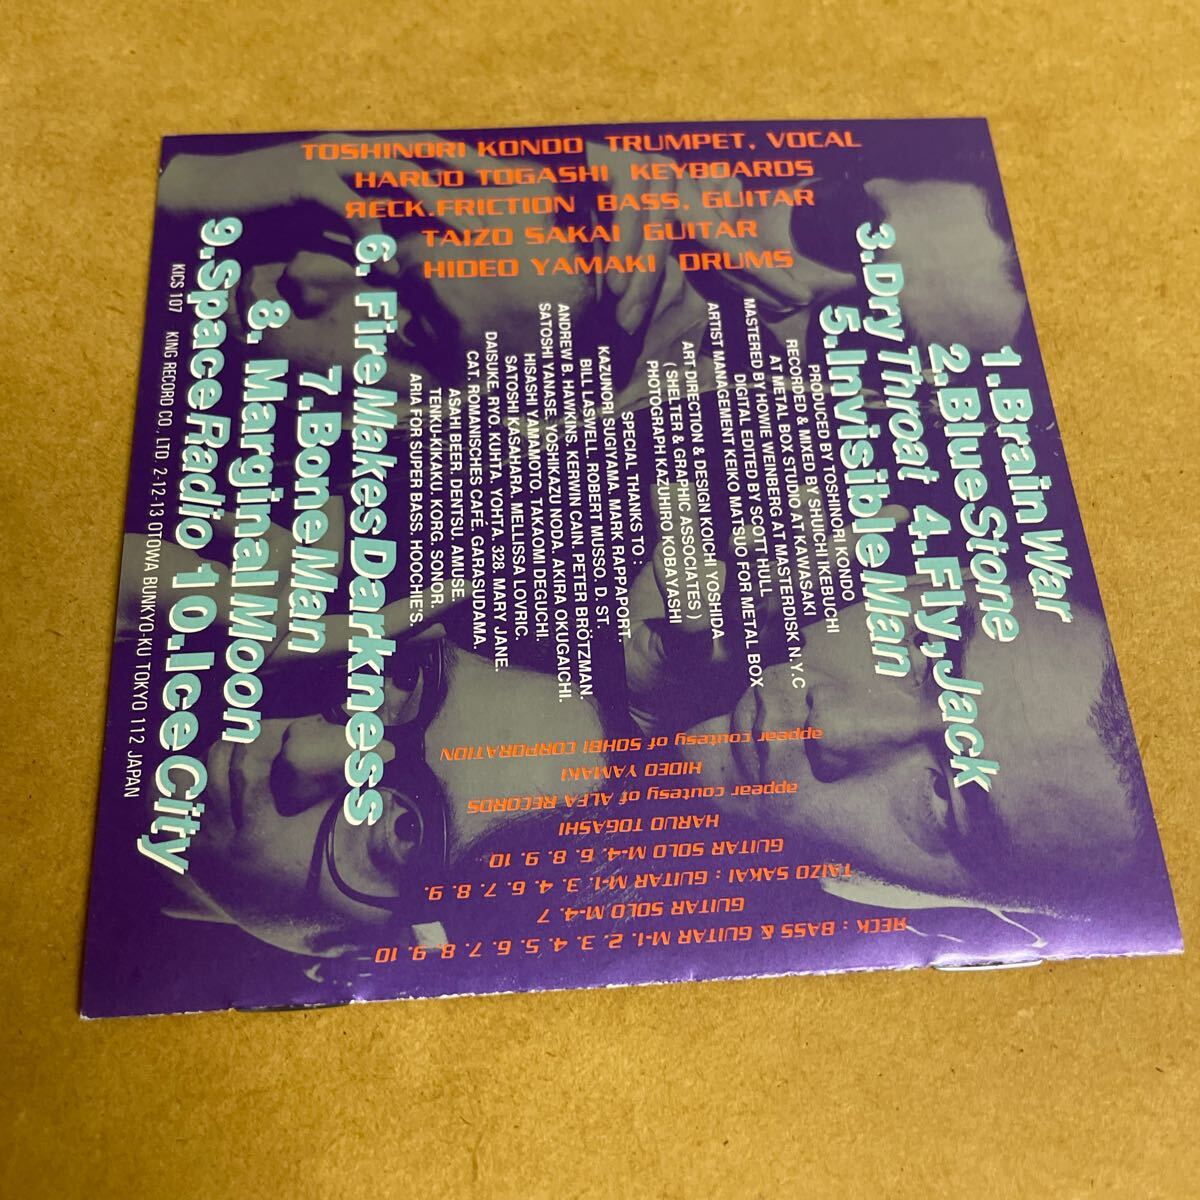 TOSHINORI KONDO TRUMPET, VOCAL
HARUO TOGASHI KEYBOARDS
ЯECK.FRICTION BASS, GUITAR
TAIZO SAKAI GUITAR
HIDEO YAMAKI DRUMS
1.Brain War
2.Blue Stone
3.Dry Throat 4.Fly, Jack
5.Invisible Man
PRODUCED BY TOSHINORI KONDO
RECORDED & MIXED BY SHUICHI IKEBUCHI
AT METAL BOX STUDIO AT KAWASAKI
MASTERED BY HOWIE WEINBERG AT MASTERDISK N.Y.C
DIGITAL EDITED BY SCOTT HULL
ARTIST MANAGEMENT KEIKO MATSUO FOR METAL BOX
ART DIRECTION & DESIGN KOICHI YOSHIDA
( SHELTER & GRAPHIC ASSOCIATES )
PHOTOGRAPH KAZUHIRO KOBAYASHI
SPECIAL THANKS TO :
KAZUNORI SUGIYAMA. MARK RAPPAPORT.
BILL LASWELL. ROBERT MUSSO. D. ST.
ANDREW B. HAWKINS. KERWIN CAIN. PETER BRÖTZMAN.
SATOSHI YANASE. YOSHIKAZU NODA. AKIRA OKUGAICHI.
HISASHI YAMAMOTO. TAKAOMI DEGUCHI.
SATOSHI KASAHARA. MELLISSA LOVRIC.
DAISUKE. RYO. KUHTA. YOHTA. 328. MARY JANE.
CAT. ROMANISCHES CAFÉ. GARASUDAMA.
ASAHI BEER. DENTSU. AMUSE.
TENKU-KIKAKU. KORG. SONOR.
ARIA FOR SUPER BASS. HOOCHIE'S.
6. Fire Makes Darkness
7.Bone Man
8. Marginal Moon
9.Space Radio 10.Ice City
KICS 107 KING RECORD CO., LTD. 2-12-13 OTOWA BUNKYO-KU TOKYO 112 JAPAN
ЯECK : BASS & GUITAR M-1. 2. 3. 4. 5. 6. 7. 8. 9. 10
GUITAR SOLO M-4. 7
TAIZO SAKAI : GUITAR M-1. 3. 4. 6. 7. 8. 9.
GUITAR SOLO M-4. 6. 8. 9. 10
HARUO TOGASHI
appear coutesy of ALFA RECORDS
HIDEO YAMAKI
appear coutesy of SOHBI CORPORATION